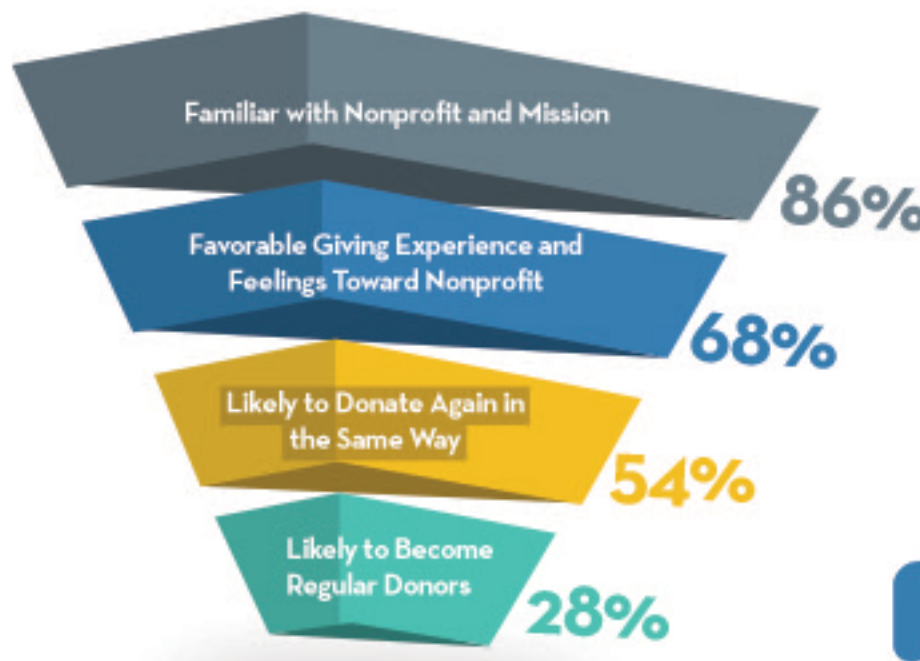 Familiar with Nonprofit and Mission
86%
Favorable Giving Experience and
Feelings Toward Nonprofit
68%
Likely to Donate Again in
the Same Way
54%
Likely to Become
Regular Donors
28%